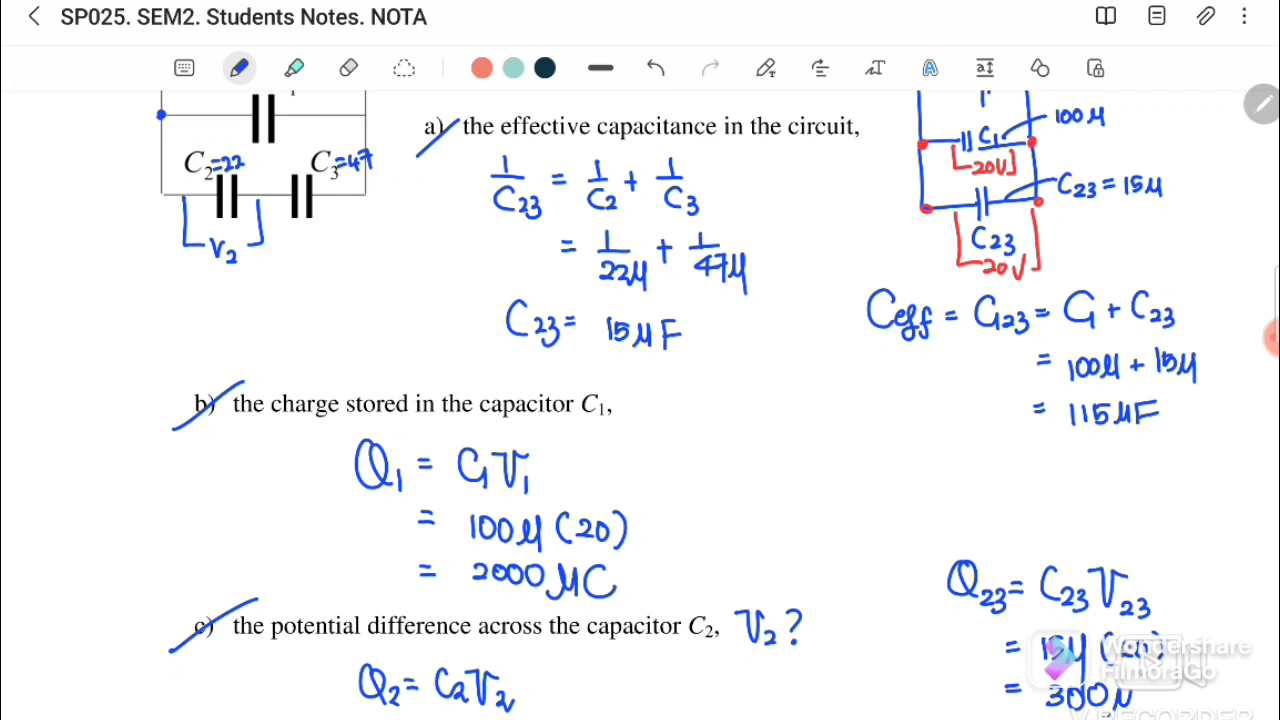 SP025. SEM2. Students Notes. NOTA
C₂=22 C₃=47
V₂
a) the effective capacitance in the circuit,
1/C₂₃ = 1/C₂ + 1/C₃
= 1/22μ + 1/47μ
C₂₃ = 15μF
C₁ 100μ
20V
C₂₃ = 15μ
C₂₃
20V
Ceff = C₁₂₃ = C₁ + C₂₃
= 100μ + 15μ
= 115μF
b) the charge stored in the capacitor C₁,
Q₁ = C₁V₁
= 100μ (20)
= 2000μC
c) the potential difference across the capacitor C₂, V₂?
Q₂ = C₂V₂
Q₂₃ = C₂₃V₂₃
= 15μ (20)
= 300μ
Wondershare
FilmoraGo